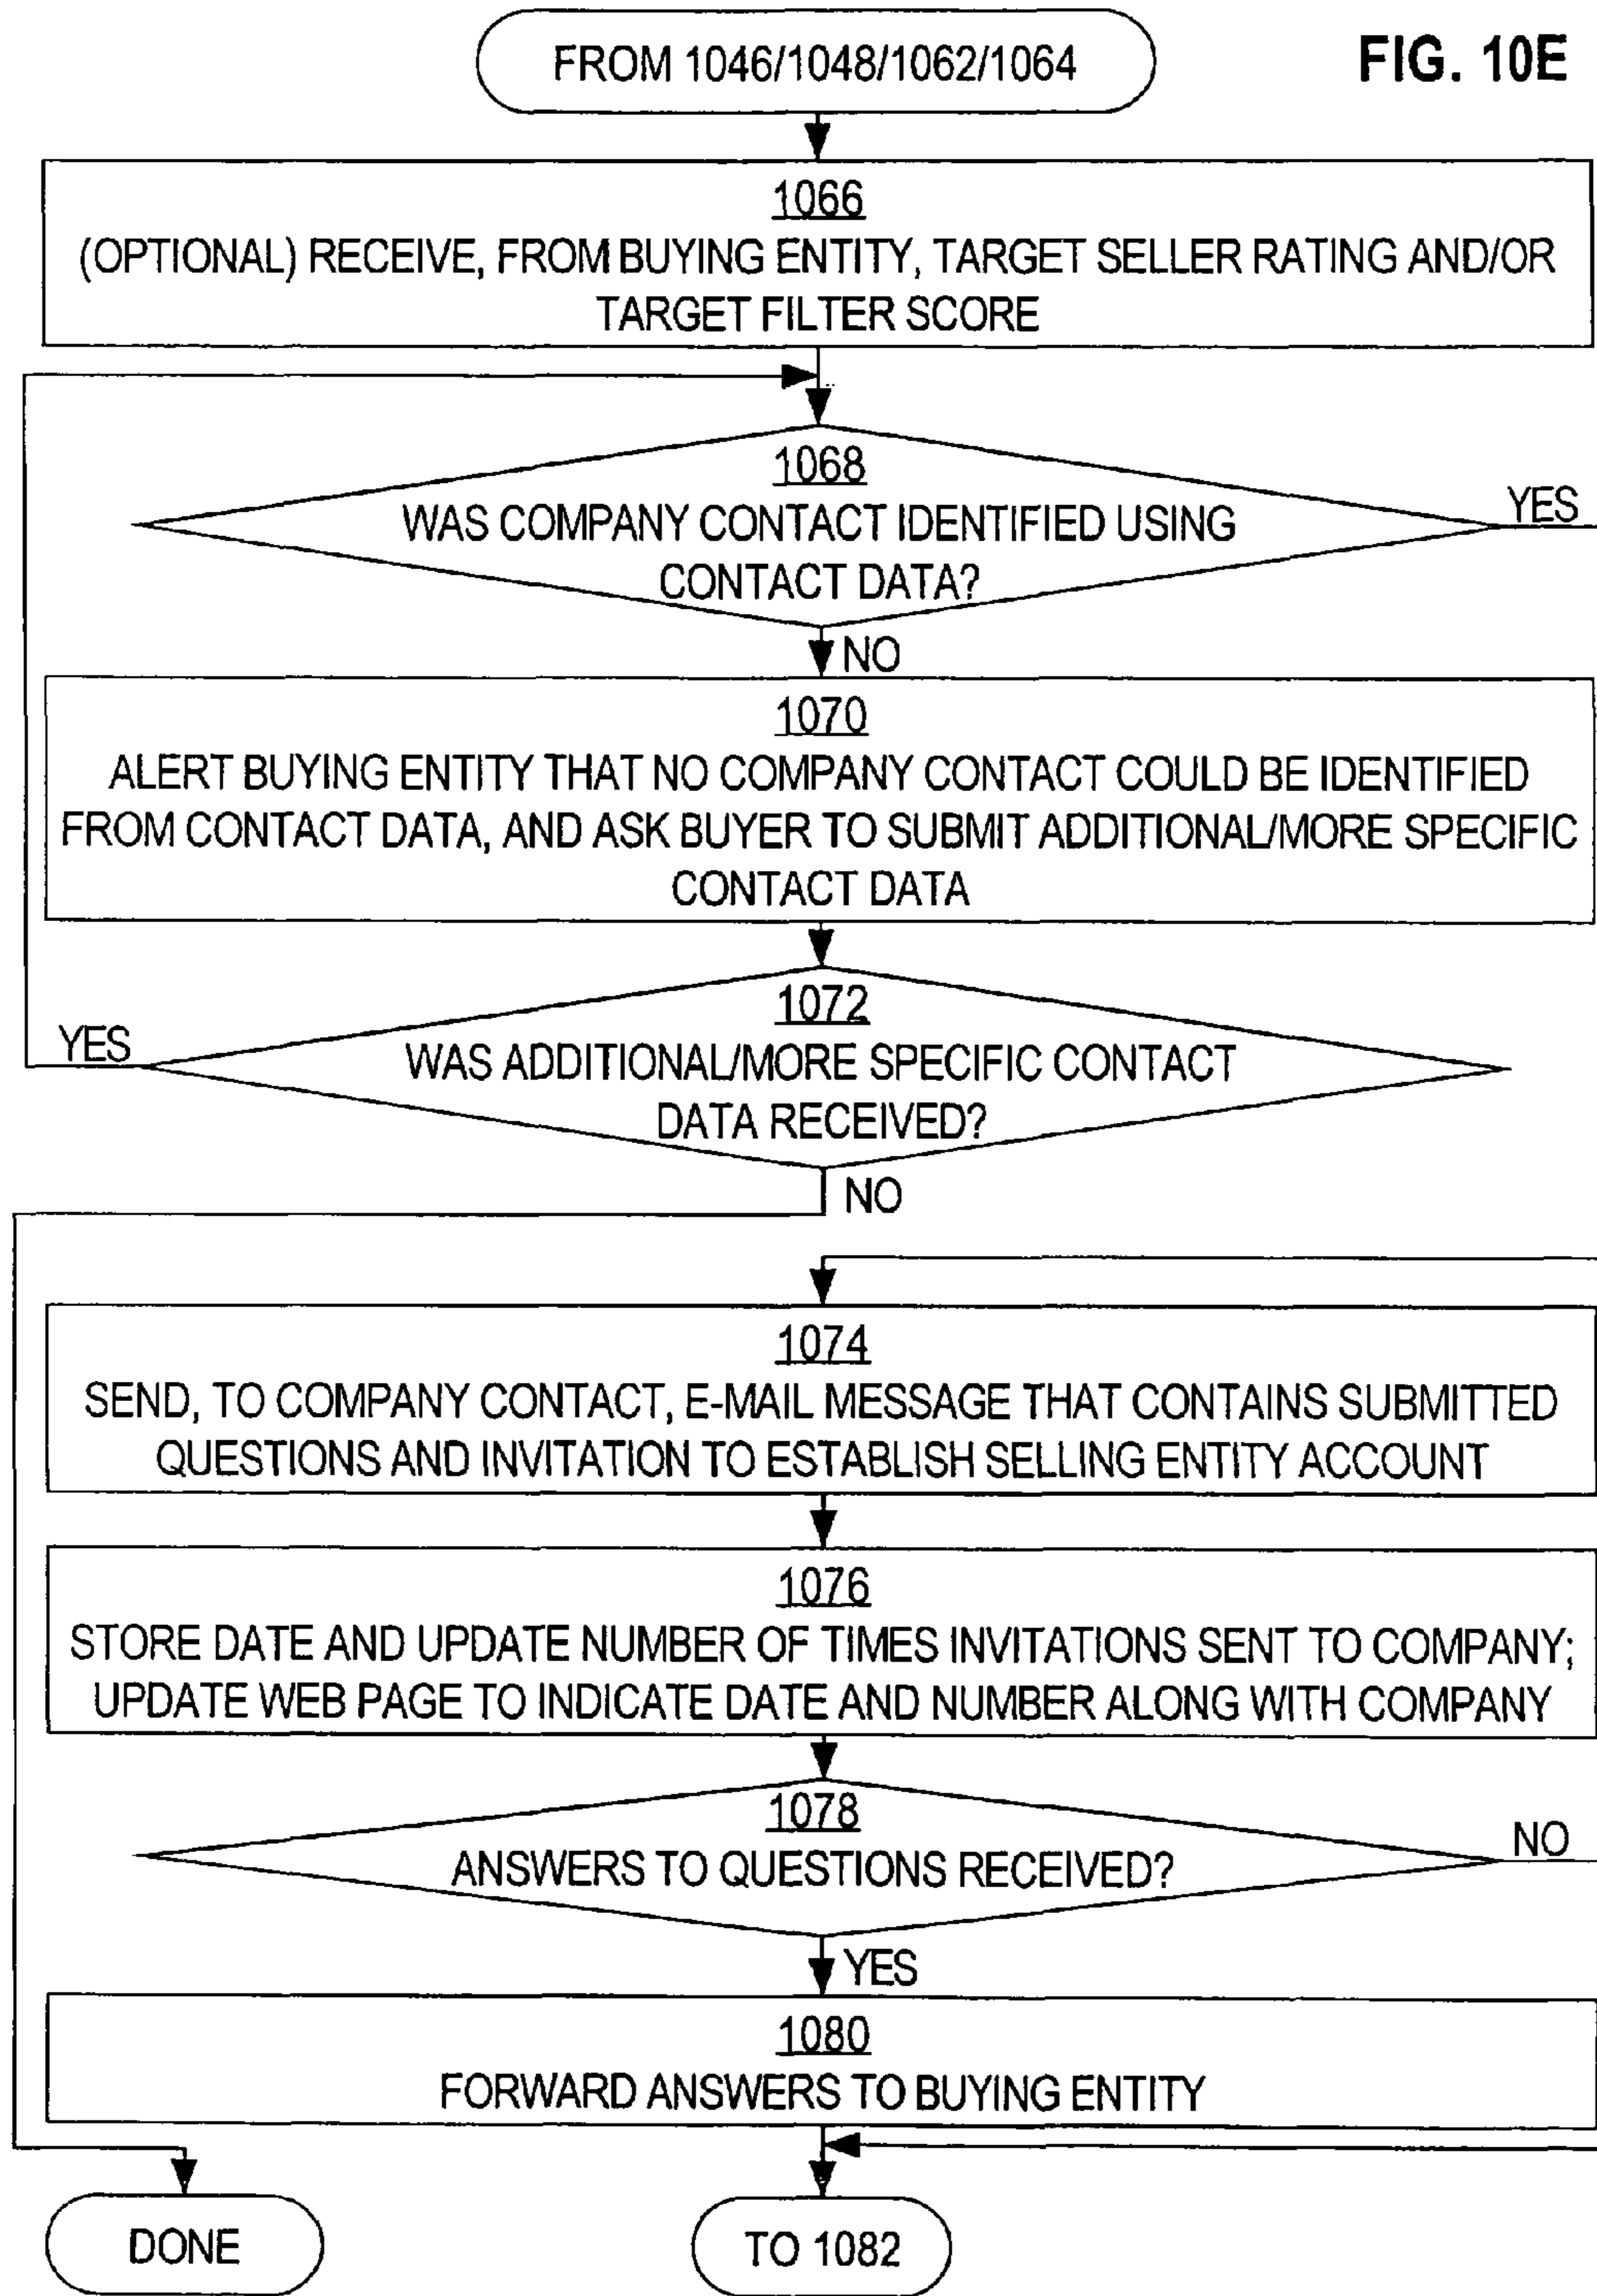 FROM 1046/1048/1062/1064
FIG. 10E
1066
(OPTIONAL) RECEIVE, FROM BUYING ENTITY, TARGET SELLER RATING AND/OR
TARGET FILTER SCORE
1068
WAS COMPANY CONTACT IDENTIFIED USING
CONTACT DATA?
YES
NO
1070
ALERT BUYING ENTITY THAT NO COMPANY CONTACT COULD BE IDENTIFIED
FROM CONTACT DATA, AND ASK BUYER TO SUBMIT ADDITIONAL/MORE SPECIFIC
CONTACT DATA
1072
YES
WAS ADDITIONAL/MORE SPECIFIC CONTACT
DATA RECEIVED?
NO
1074
SEND, TO COMPANY CONTACT, E-MAIL MESSAGE THAT CONTAINS SUBMITTED
QUESTIONS AND INVITATION TO ESTABLISH SELLING ENTITY ACCOUNT
1076
STORE DATE AND UPDATE NUMBER OF TIMES INVITATIONS SENT TO COMPANY;
UPDATE WEB PAGE TO INDICATE DATE AND NUMBER ALONG WITH COMPANY
1078
ANSWERS TO QUESTIONS RECEIVED?
NO
YES
1080
FORWARD ANSWERS TO BUYING ENTITY
DONE
TO 1082